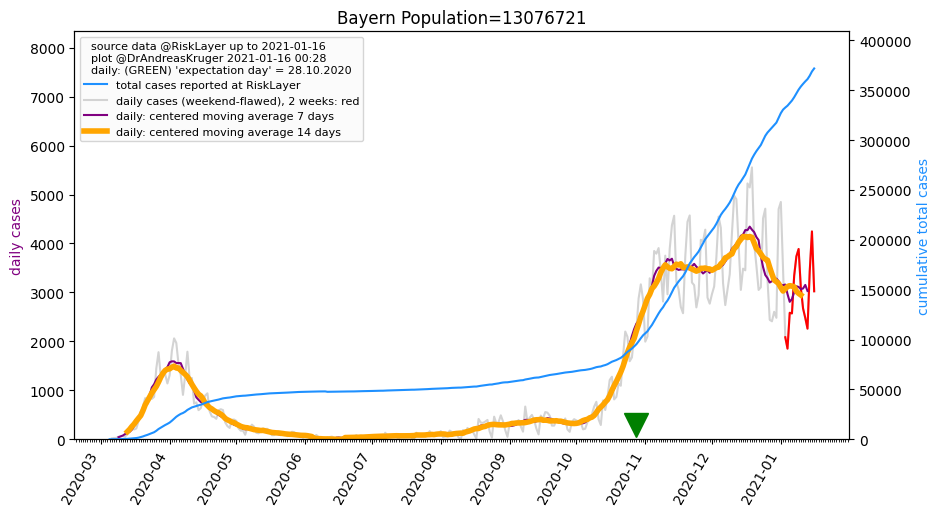 Bayern Population=13076721
source data @RiskLayer up to 2021-01-16
plot @DrAndreasKruger 2021-01-16 00:28
daily: (GREEN) 'expectation day' = 28.10.2020
total cases reported at RiskLayer
daily cases (weekend-flawed), 2 weeks: red
daily: centered moving average 7 days
daily: centered moving average 14 days
daily cases
8000
7000
6000
5000
4000
3000
2000
1000
0
400000
350000
300000
250000
200000
150000
100000
50000
0
cumulative total cases
2020-03
2020-04
2020-05
2020-06
2020-07
2020-08
2020-09
2020-10
2020-11
2020-12
2021-01